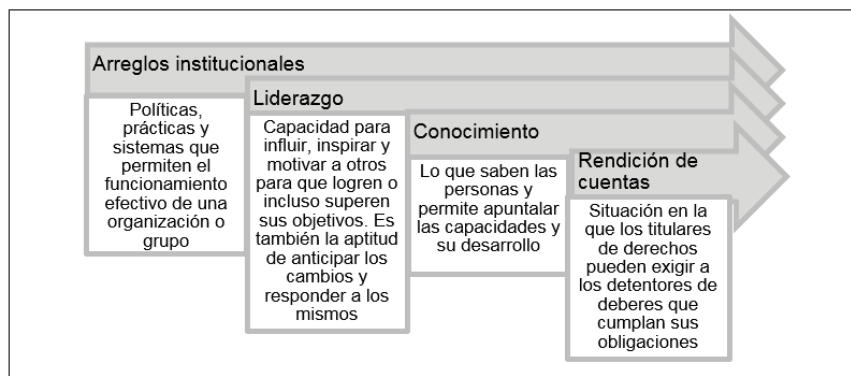 Arreglos institucionales
Políticas,
prácticas y
sistemas que
permiten el
funcionamiento
efectivo de una
organización o
grupo
Liderazgo
Capacidad para
influir, inspirar y
motivar a otros
para que logren o
incluso superen
sus objetivos. Es
también la aptitud
de anticipar los
cambios y
responder a los
mismos
Conocimiento
Lo que saben las
personas y
permite apuntalar
las capacidades y
su desarrollo
Rendición de
cuentas
Situación en la
que los titulares
de derechos
pueden exigir a
los detentores de
deberes que
cumplan sus
obligaciones